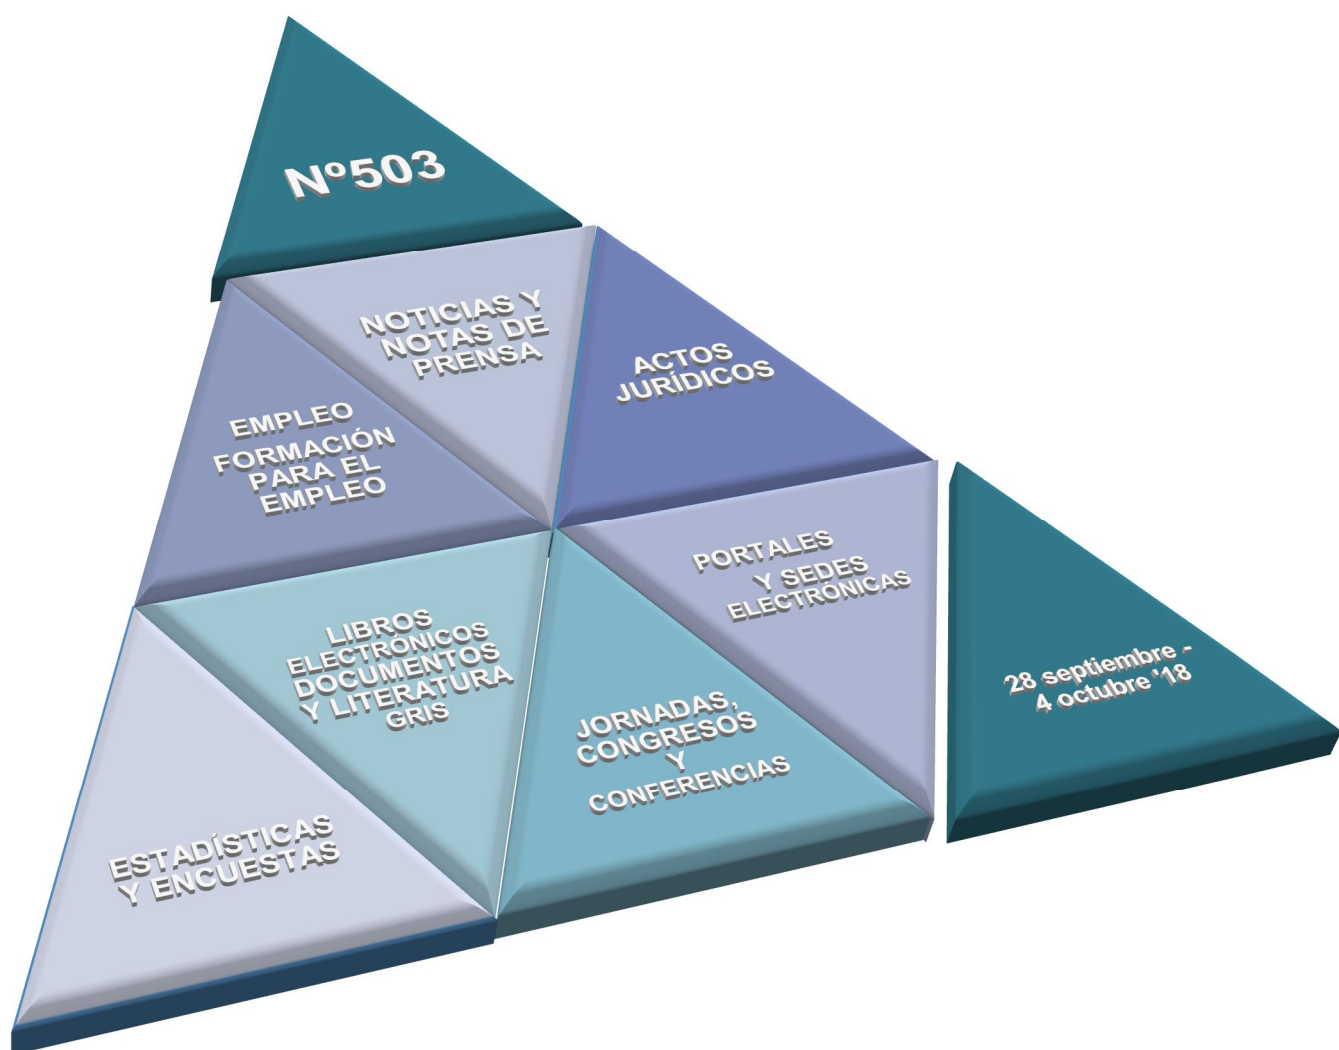 Nº503
NOTICIAS Y
NOTAS DE
PRENSA
ACTOS
JURÍDICOS
EMPLEO
FORMACIÓN
PARA EL
EMPLEO
PORTALES
Y SEDES
ELECTRÓNICAS
LIBROS
ELECTRÓNICOS
DOCUMENTOS
Y LITERATURA
GRIS
JORNADAS,
CONGRESOS
Y
CONFERENCIAS
28 septiembre -
4 octubre '18
ESTADÍSTICAS
Y ENCUESTAS